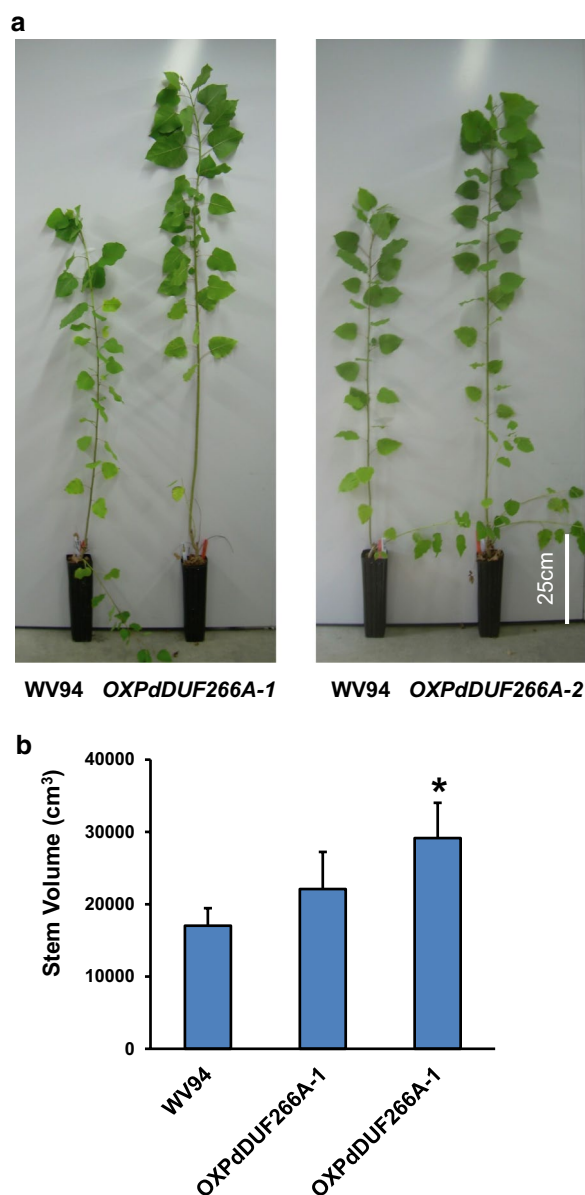 a
25cm
WV94 OXPdDUF266A-1
WV94 OXPdDUF266A-2
b
Stem Volume (cm³)
40000
30000
20000
10000
0
*
WV94
OXPdDUF266A-1
OXPdDUF266A-1